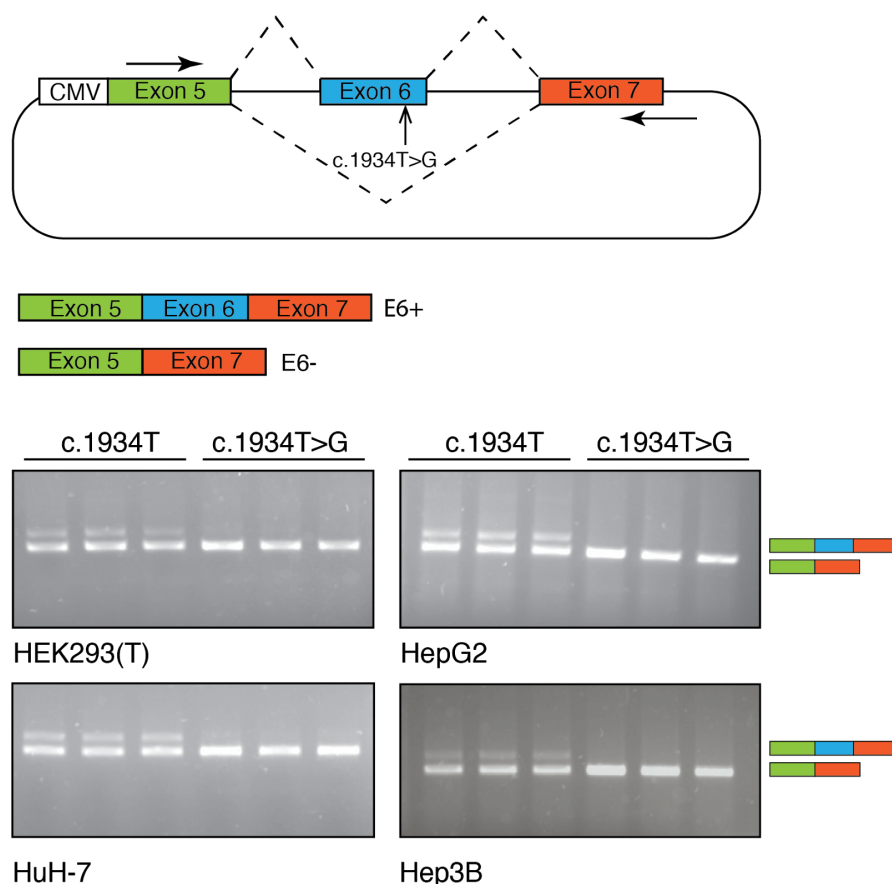 CMV Exon 5 Exon 6 Exon 7
c.1934T>G
Exon 5 Exon 6 Exon 7 E6+
Exon 5 Exon 7 E6-
c.1934T c.1934T>G c.1934T c.1934T>G
HEK293(T) HepG2
HuH-7 Hep3B